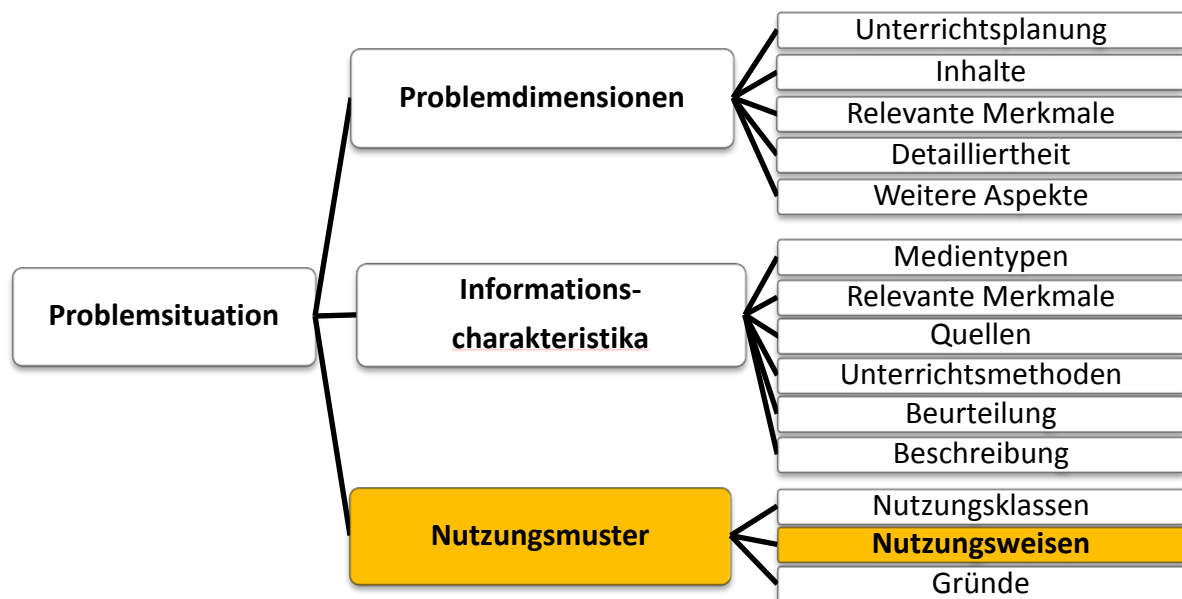 Problemsituation
Problemdimensionen
Unterrichtsplanung
Inhalte
Relevante Merkmale
Detailliertheit
Weitere Aspekte
Informations-
charakteristika
Medientypen
Relevante Merkmale
Quellen
Unterrichtsmethoden
Beurteilung
Beschreibung
Nutzungsmuster
Nutzungsklassen
Nutzungsweisen
Gründe